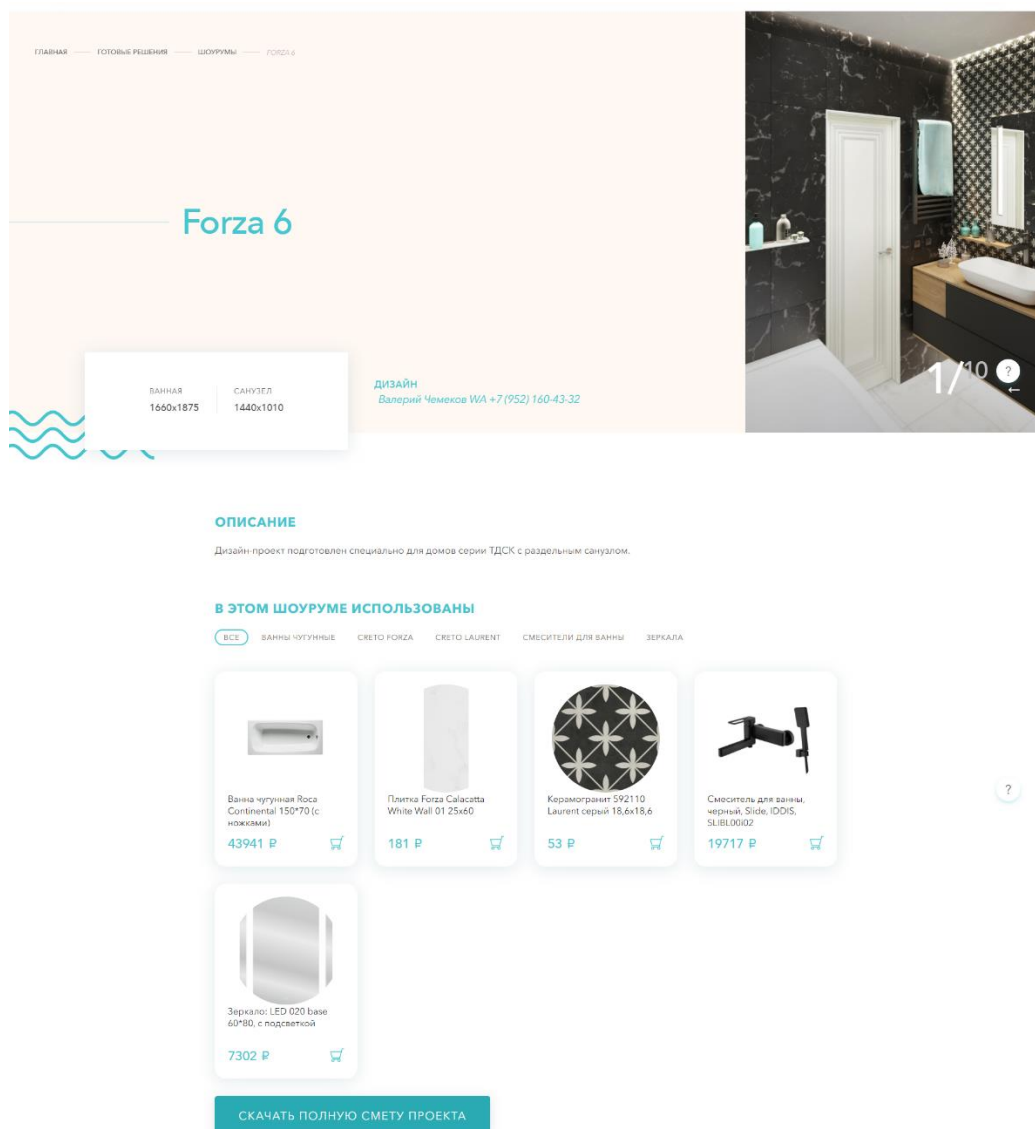 ГЛАВНАЯ ГОТОВЫЕ РЕШЕНИЯ ШОУРУМЫ FORZA 6
Forza 6
ВАННАЯ САНУЗЕЛ
1660x1875 1440x1010
ДИЗАЙН
Валерий Чемеков WA +7 (952) 160-43-32
1/10 ?
←
ОПИСАНИЕ
Дизайн-проект подготовлен специально для домов серии ТДСК с раздельным санузлом.
В ЭТОМ ШОУРУМЕ ИСПОЛЬЗОВАНЫ
ВСЕ ВАННЫ ЧУГУННЫЕ CRETO FORZA CRETO LAURENT СМЕСИТЕЛИ ДЛЯ ВАННЫ ЗЕРКАЛА
Ванна чугунная Roca
Continental 150*70 (с
ножками)
43941 ₽
Плитка Forza Calacatta
White Wall 01 25x60
181 ₽
Керамогранит 592110
Laurent серый 18,6x18,6
53 ₽
Смеситель для ванны,
черный, Slide, IDDIS,
SLIBL00i02
19717 ₽
?
Зеркало: LED 020 base
60*80, с подсветкой
7302 ₽
СКАЧАТЬ ПОЛНУЮ СМЕТУ ПРОЕКТА